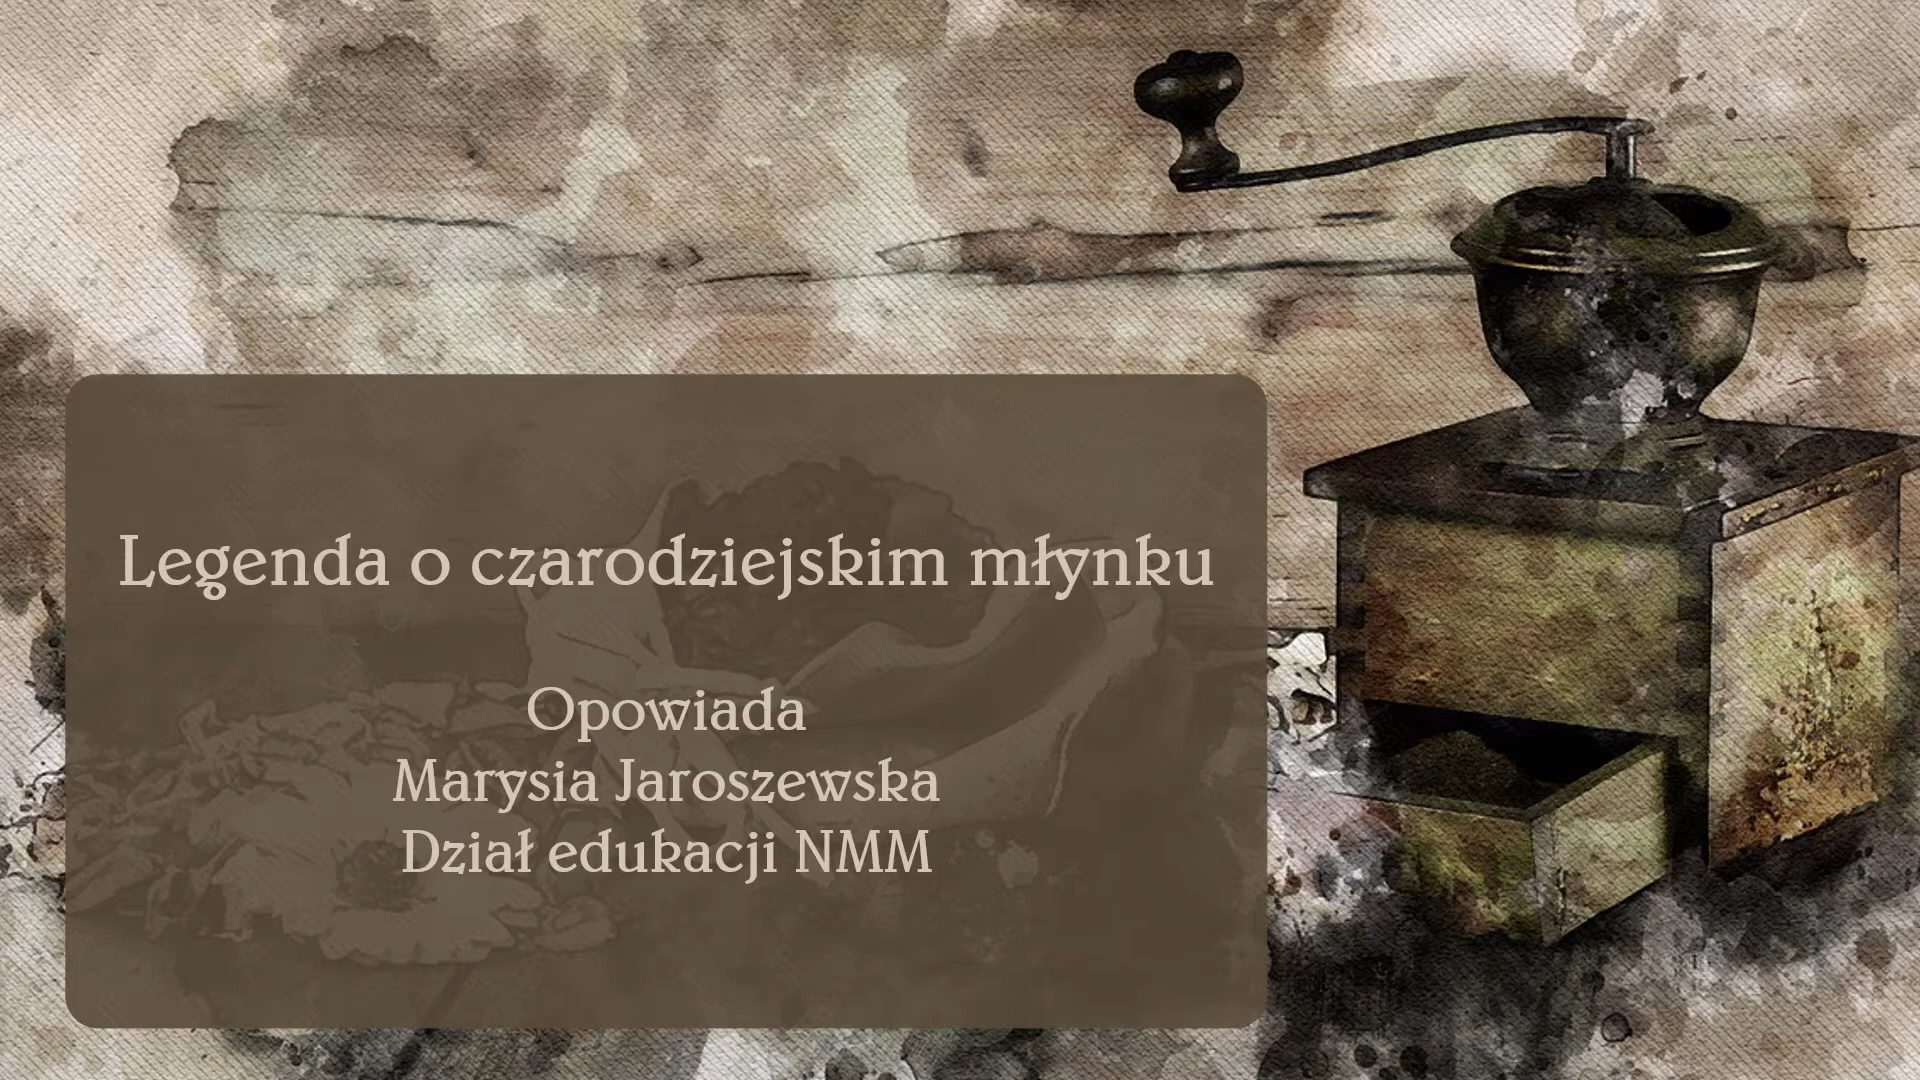 Legenda o czarodziejskim młynku
Opowiada
Marysia Jaroszewska
Dział edukacji NMM